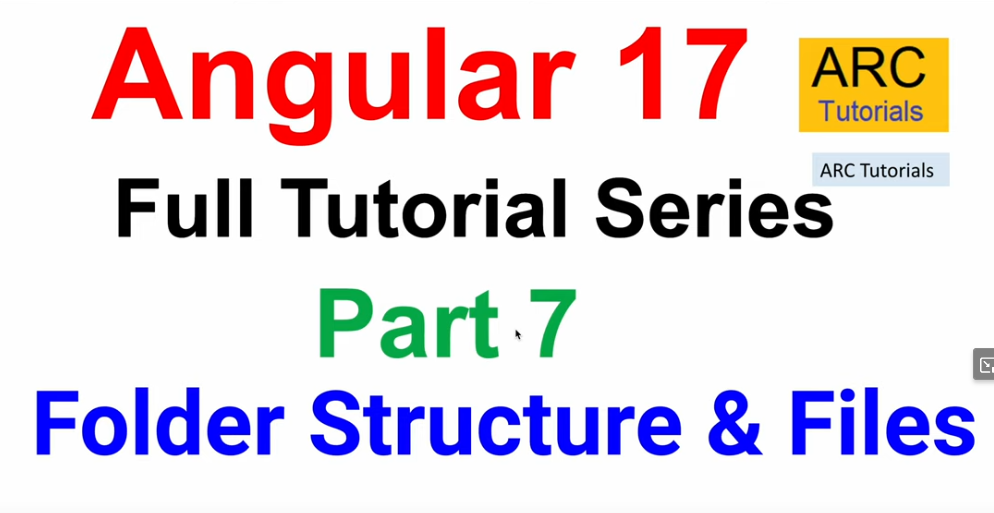 Angular 17
ARC
Tutorials
ARC Tutorials
Full Tutorial Series
Part 7
Folder Structure & Files